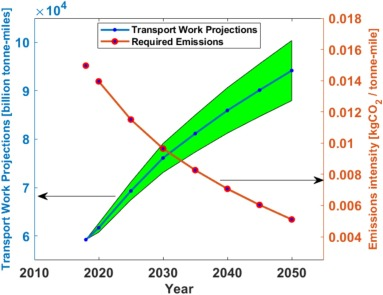 × 10⁴
Transport Work Projections
Required Emissions
Transport Work Projections [billion tonne-miles]
10
9
8
7
6
0.018
0.016
0.014
0.012
0.01
0.008
0.006
0.004
Emissions intensity [kgCO₂ / tonne-mile]
2010 2020 2030 2040 2050
Year